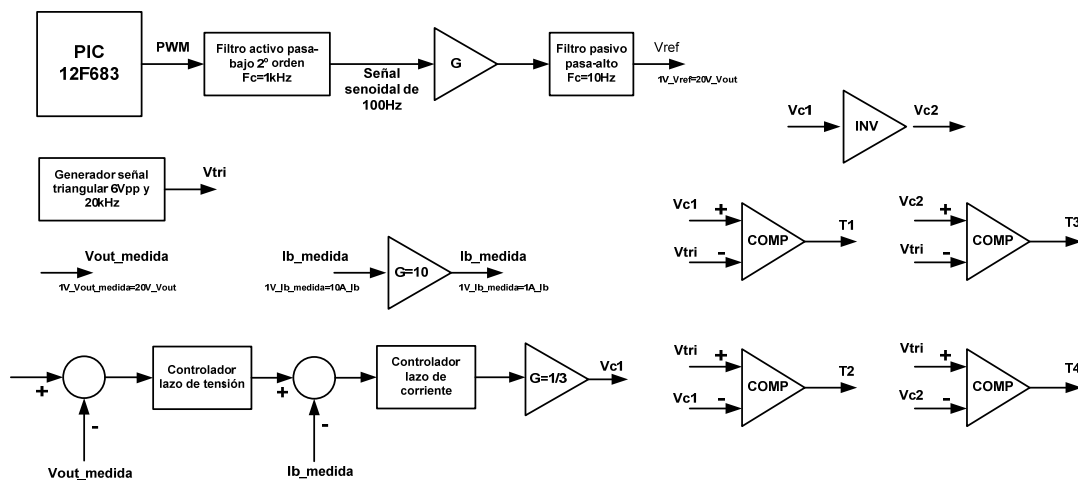 PIC
12F683
PWM
Filtro activo pasa-
bajo 2º orden
Fc=1kHz
Señal
senoidal de
100Hz
G
Filtro pasivo
pasa-alto
Fc=10Hz
Vref
1V_Vref=20V_Vout
Vc1
INV
Vc2
Generador señal
triangular 6Vpp y
20kHz
Vtri
Vc1
+
Vtri
-
COMP
T1
Vc2
+
Vtri
-
COMP
T3
Vout_medida
1V_Vout_medida=20V_Vout
Ib_medida
1V_Ib_medida=10A_Ib
G=10
Ib_medida
1V_Ib_medida=1A_Ib
+
-
Vout_medida
Controlador
lazo de tensión
+
-
Ib_medida
Controlador
lazo de
corriente
G=1/3
Vc1
Vtri
+
Vc1
-
COMP
T2
Vtri
+
Vc2
-
COMP
T4